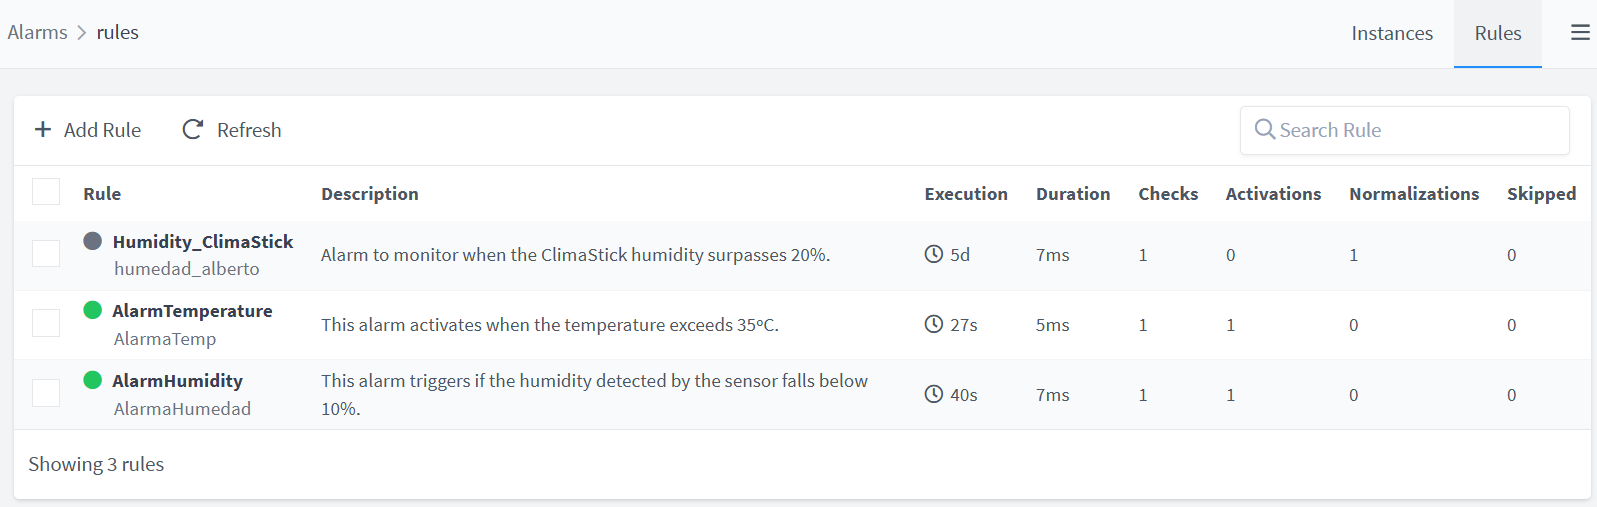 Alarms > rules
Instances Rules
Add Rule Refresh Search Rule
Rule Description Execution Duration Checks Activations Normalizations Skipped
Humidity_ClimaStick
humedad_alberto
Alarm to monitor when the ClimaStick humidity surpasses 20%. 5d 7ms 1 0 1 0
AlarmTemperature
AlarmaTemp
This alarm activates when the temperature exceeds 35ºC. 27s 5ms 1 1 0 0
AlarmHumidity
AlarmaHumedad
This alarm triggers if the humidity detected by the sensor falls below
10%.
40s 7ms 1 1 0 0
Showing 3 rules